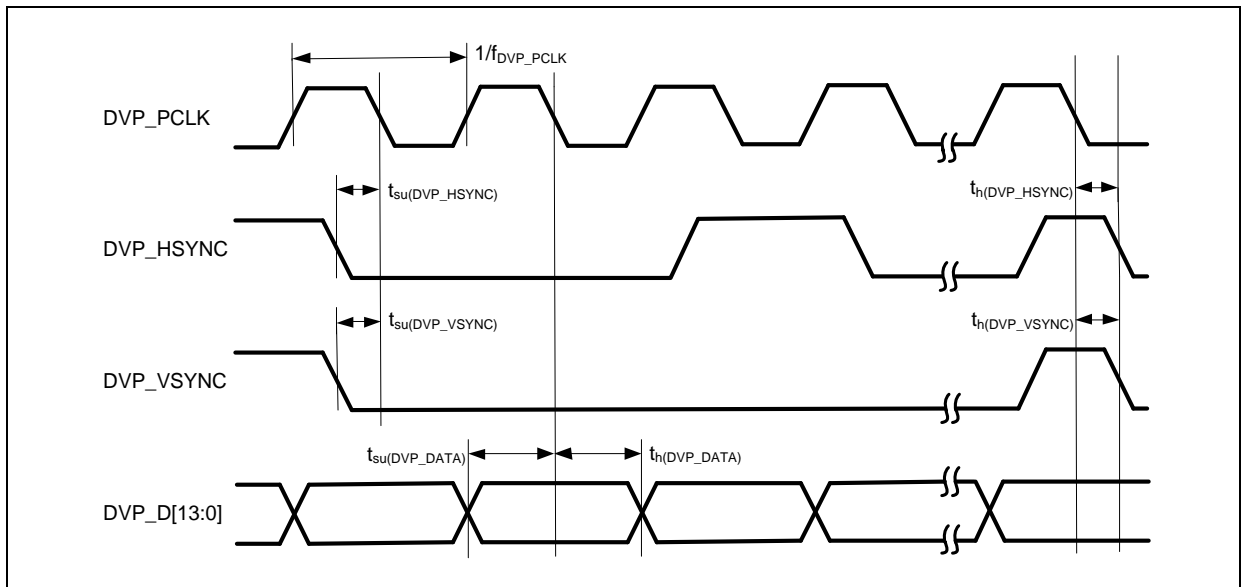 1/fDVP_PCLK
DVP_PCLK
tsu(DVP_HSYNC)
th(DVP_HSYNC)
DVP_HSYNC
tsu(DVP_VSYNC)
th(DVP_VSYNC)
DVP_VSYNC
tsu(DVP_DATA)
th(DVP_DATA)
DVP_D[13:0]